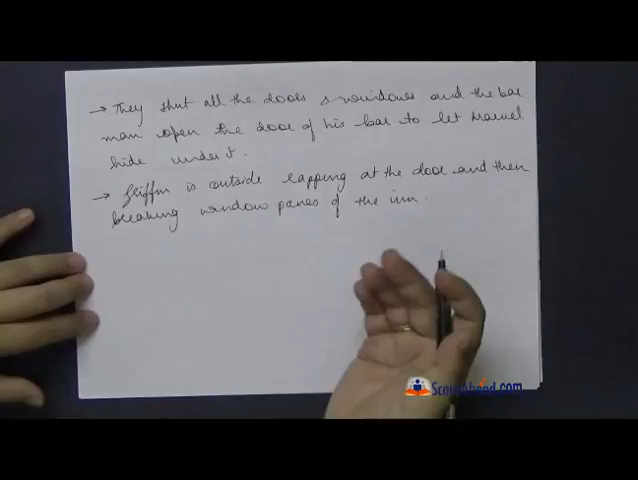 → They shut all the doors & windows and the bar
man open the door of his bar to let Marvel
hide under it.
→ Griffin is outside rapping at the door and then
breaking window panes of the inn.
ScoreAhead.com